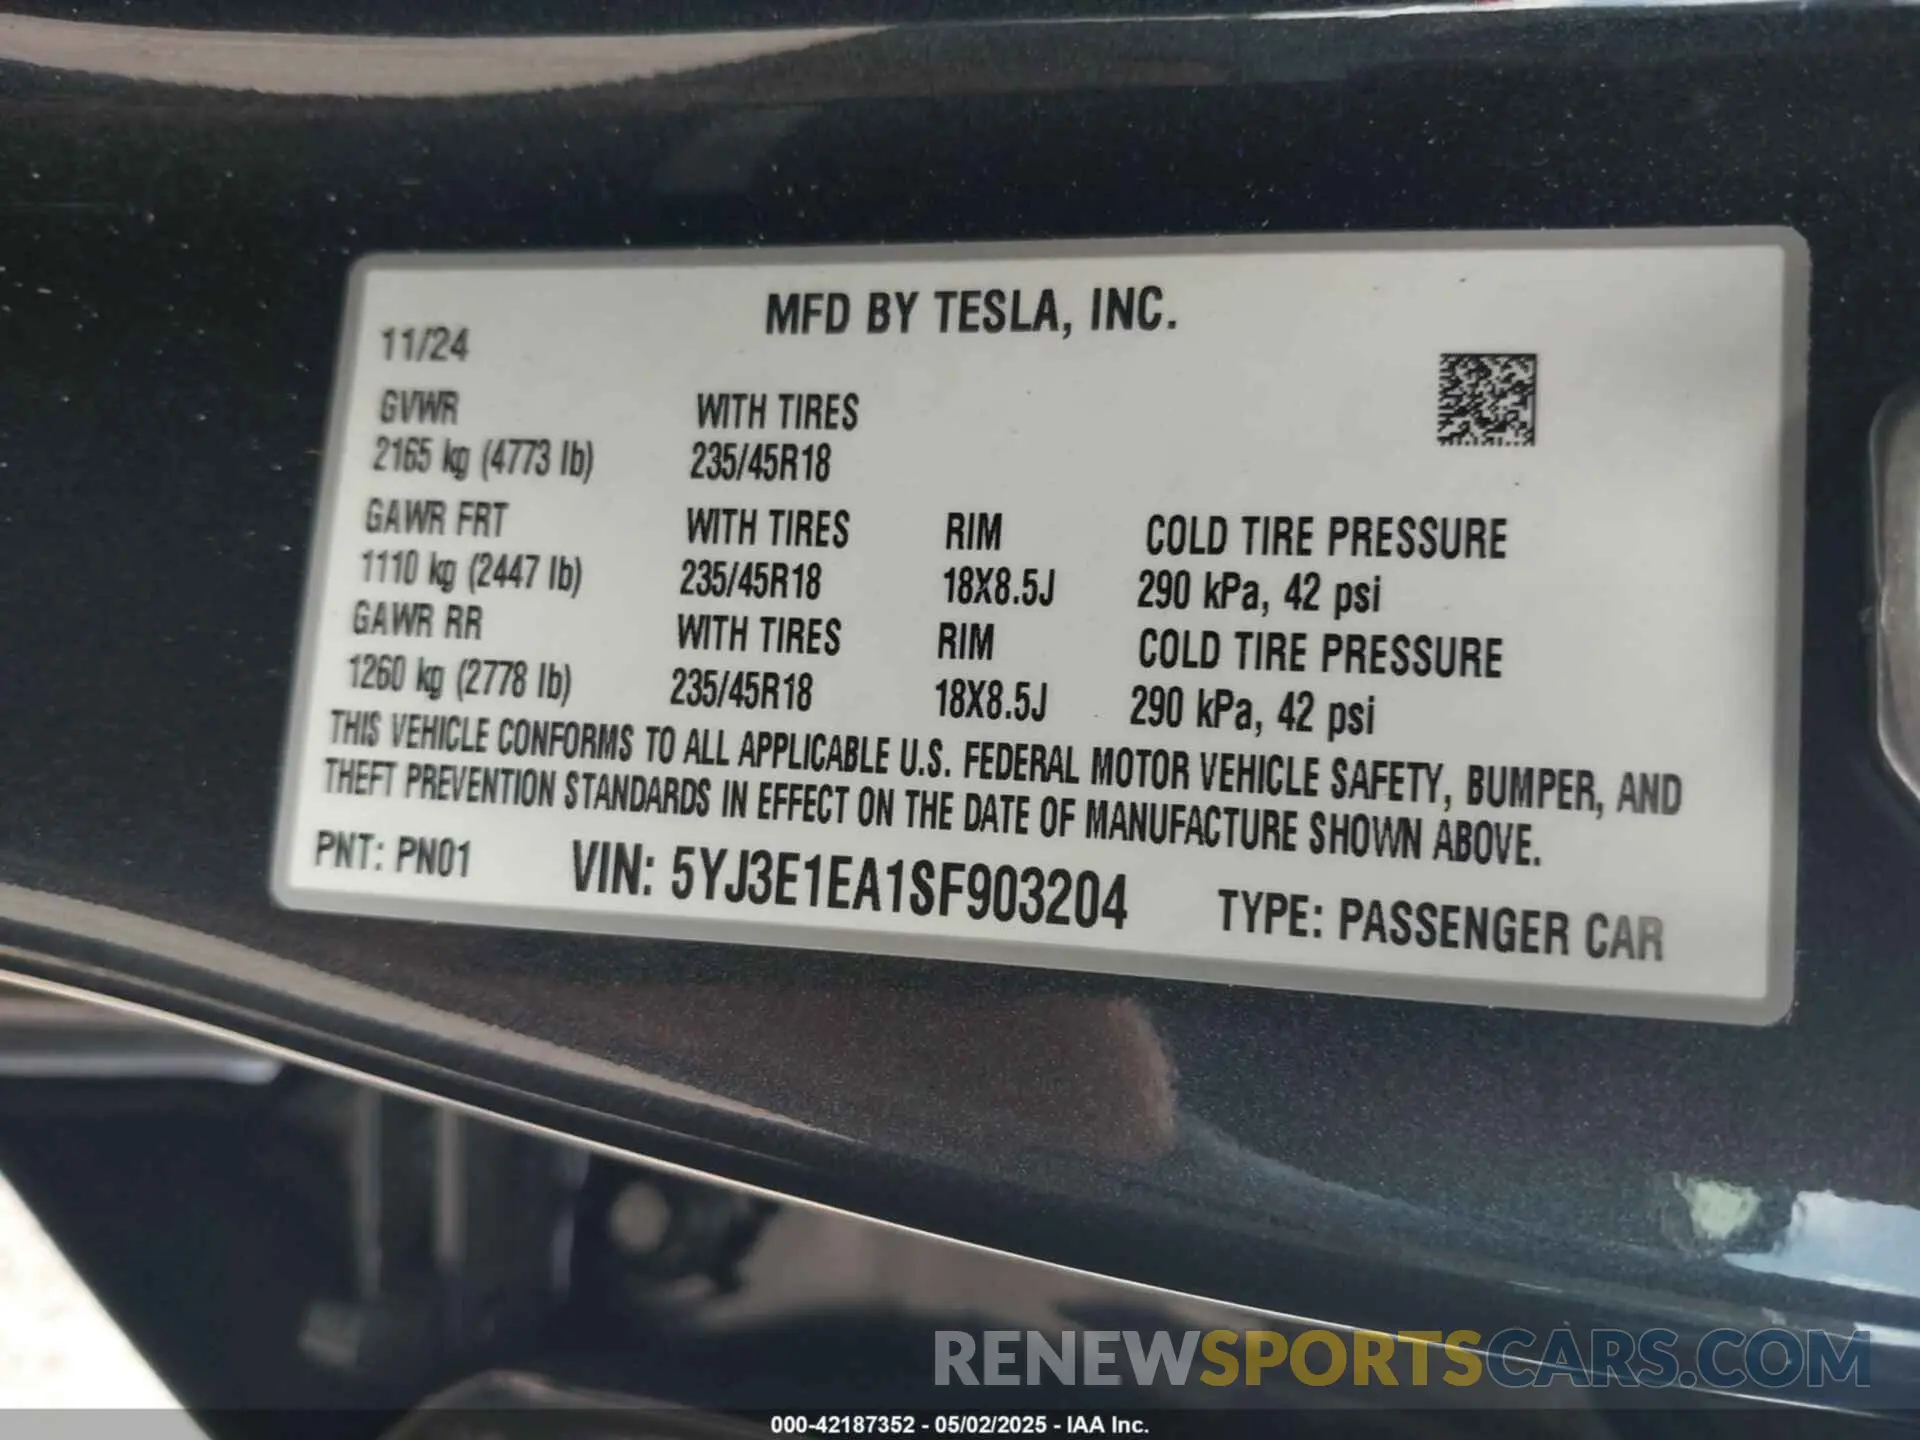 MFD BY TESLA, INC.
11/24
GVWR WITH TIRES
2165 kg (4773 lb) 235/45R18
GAWR FRT WITH TIRES RIM COLD TIRE PRESSURE
1110 kg (2447 lb) 235/45R18 18X8.5J 290 kPa, 42 psi
GAWR RR WITH TIRES RIM COLD TIRE PRESSURE
1260 kg (2778 lb) 235/45R18 18X8.5J 290 kPa, 42 psi
THIS VEHICLE CONFORMS TO ALL APPLICABLE U.S. FEDERAL MOTOR VEHICLE SAFETY, BUMPER, AND
THEFT PREVENTION STANDARDS IN EFFECT ON THE DATE OF MANUFACTURE SHOWN ABOVE.
PNT: PN01 VIN: 5YJ3E1EA1SF903204 TYPE: PASSENGER CAR
RENEWSPORTSCARS.COM
000-42187352 - 05/02/2025 - IAA Inc.